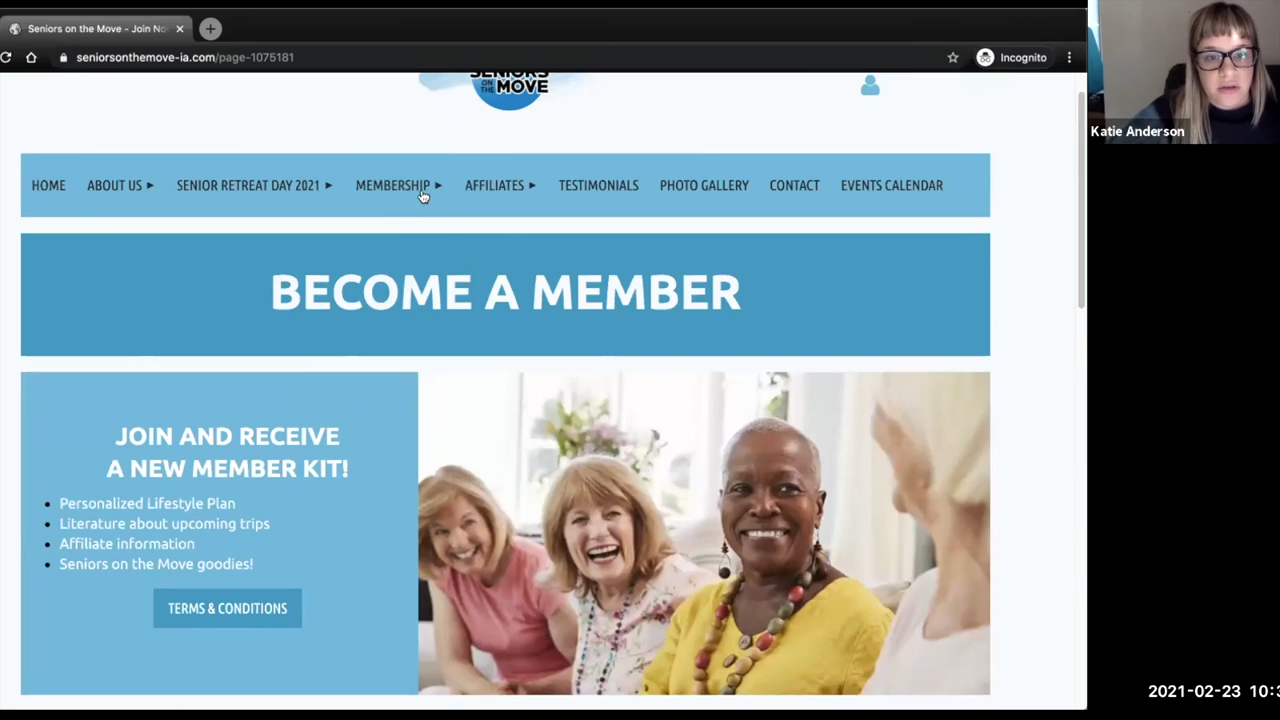 Seniors on the Move - Join No
seniorsonthemove-ia.com/page-1075181
Incognito
SENIORS
ON THE MOVE
Katie Anderson
HOME ABOUT US SENIOR RETREAT DAY 2021 MEMBERSHIP AFFILIATES TESTIMONIALS PHOTO GALLERY CONTACT EVENTS CALENDAR
BECOME A MEMBER
JOIN AND RECEIVE
A NEW MEMBER KIT!
Personalized Lifestyle Plan
Literature about upcoming trips
Affiliate information
Seniors on the Move goodies!
TERMS & CONDITIONS
2021-02-23 10:3